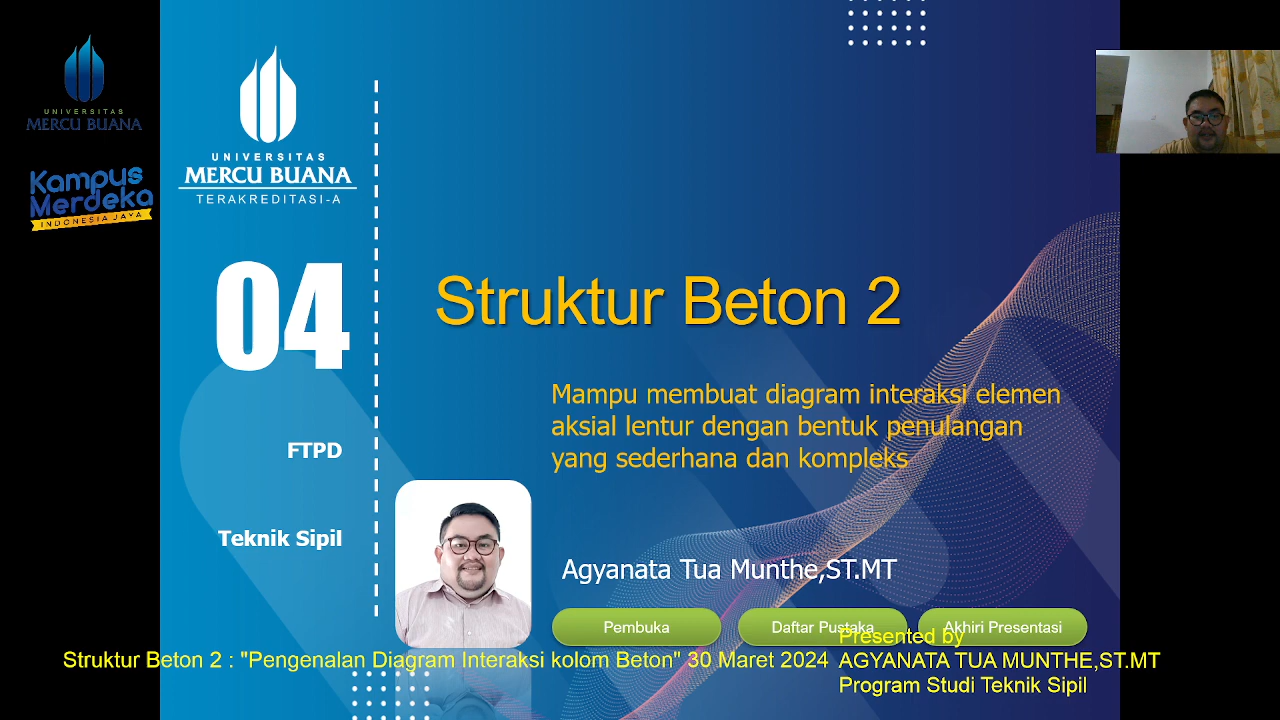 UNIVERSITAS
MERCU BUANA
Kampus
Merdeka
INDONESIA JAYA
UNIVERSITAS
MERCU BUANA
TERAKREDITASI-A
04
FTPD
Teknik Sipil
Struktur Beton 2
Mampu membuat diagram interaksi elemen
aksial lentur dengan bentuk penulangan
yang sederhana dan kompleks
Agyanata Tua Munthe,ST.MT
Pembuka
Daftar Pustaka
Akhiri Presentasi
Struktur Beton 2 : "Pengenalan Diagram Interaksi kolom Beton" 30 Maret 2024
Presented by
AGYANATA TUA MUNTHE,ST.MT
Program Studi Teknik Sipil